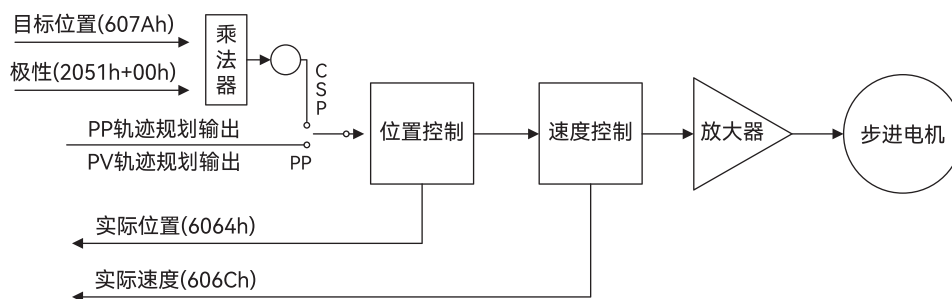 目标位置(607Ah)
乘法器
极性(2051h+00h)
CSP
PP轨迹规划输出
PV轨迹规划输出
PP
位置控制
速度控制
放大器
步进电机
实际位置(6064h)
实际速度(606Ch)